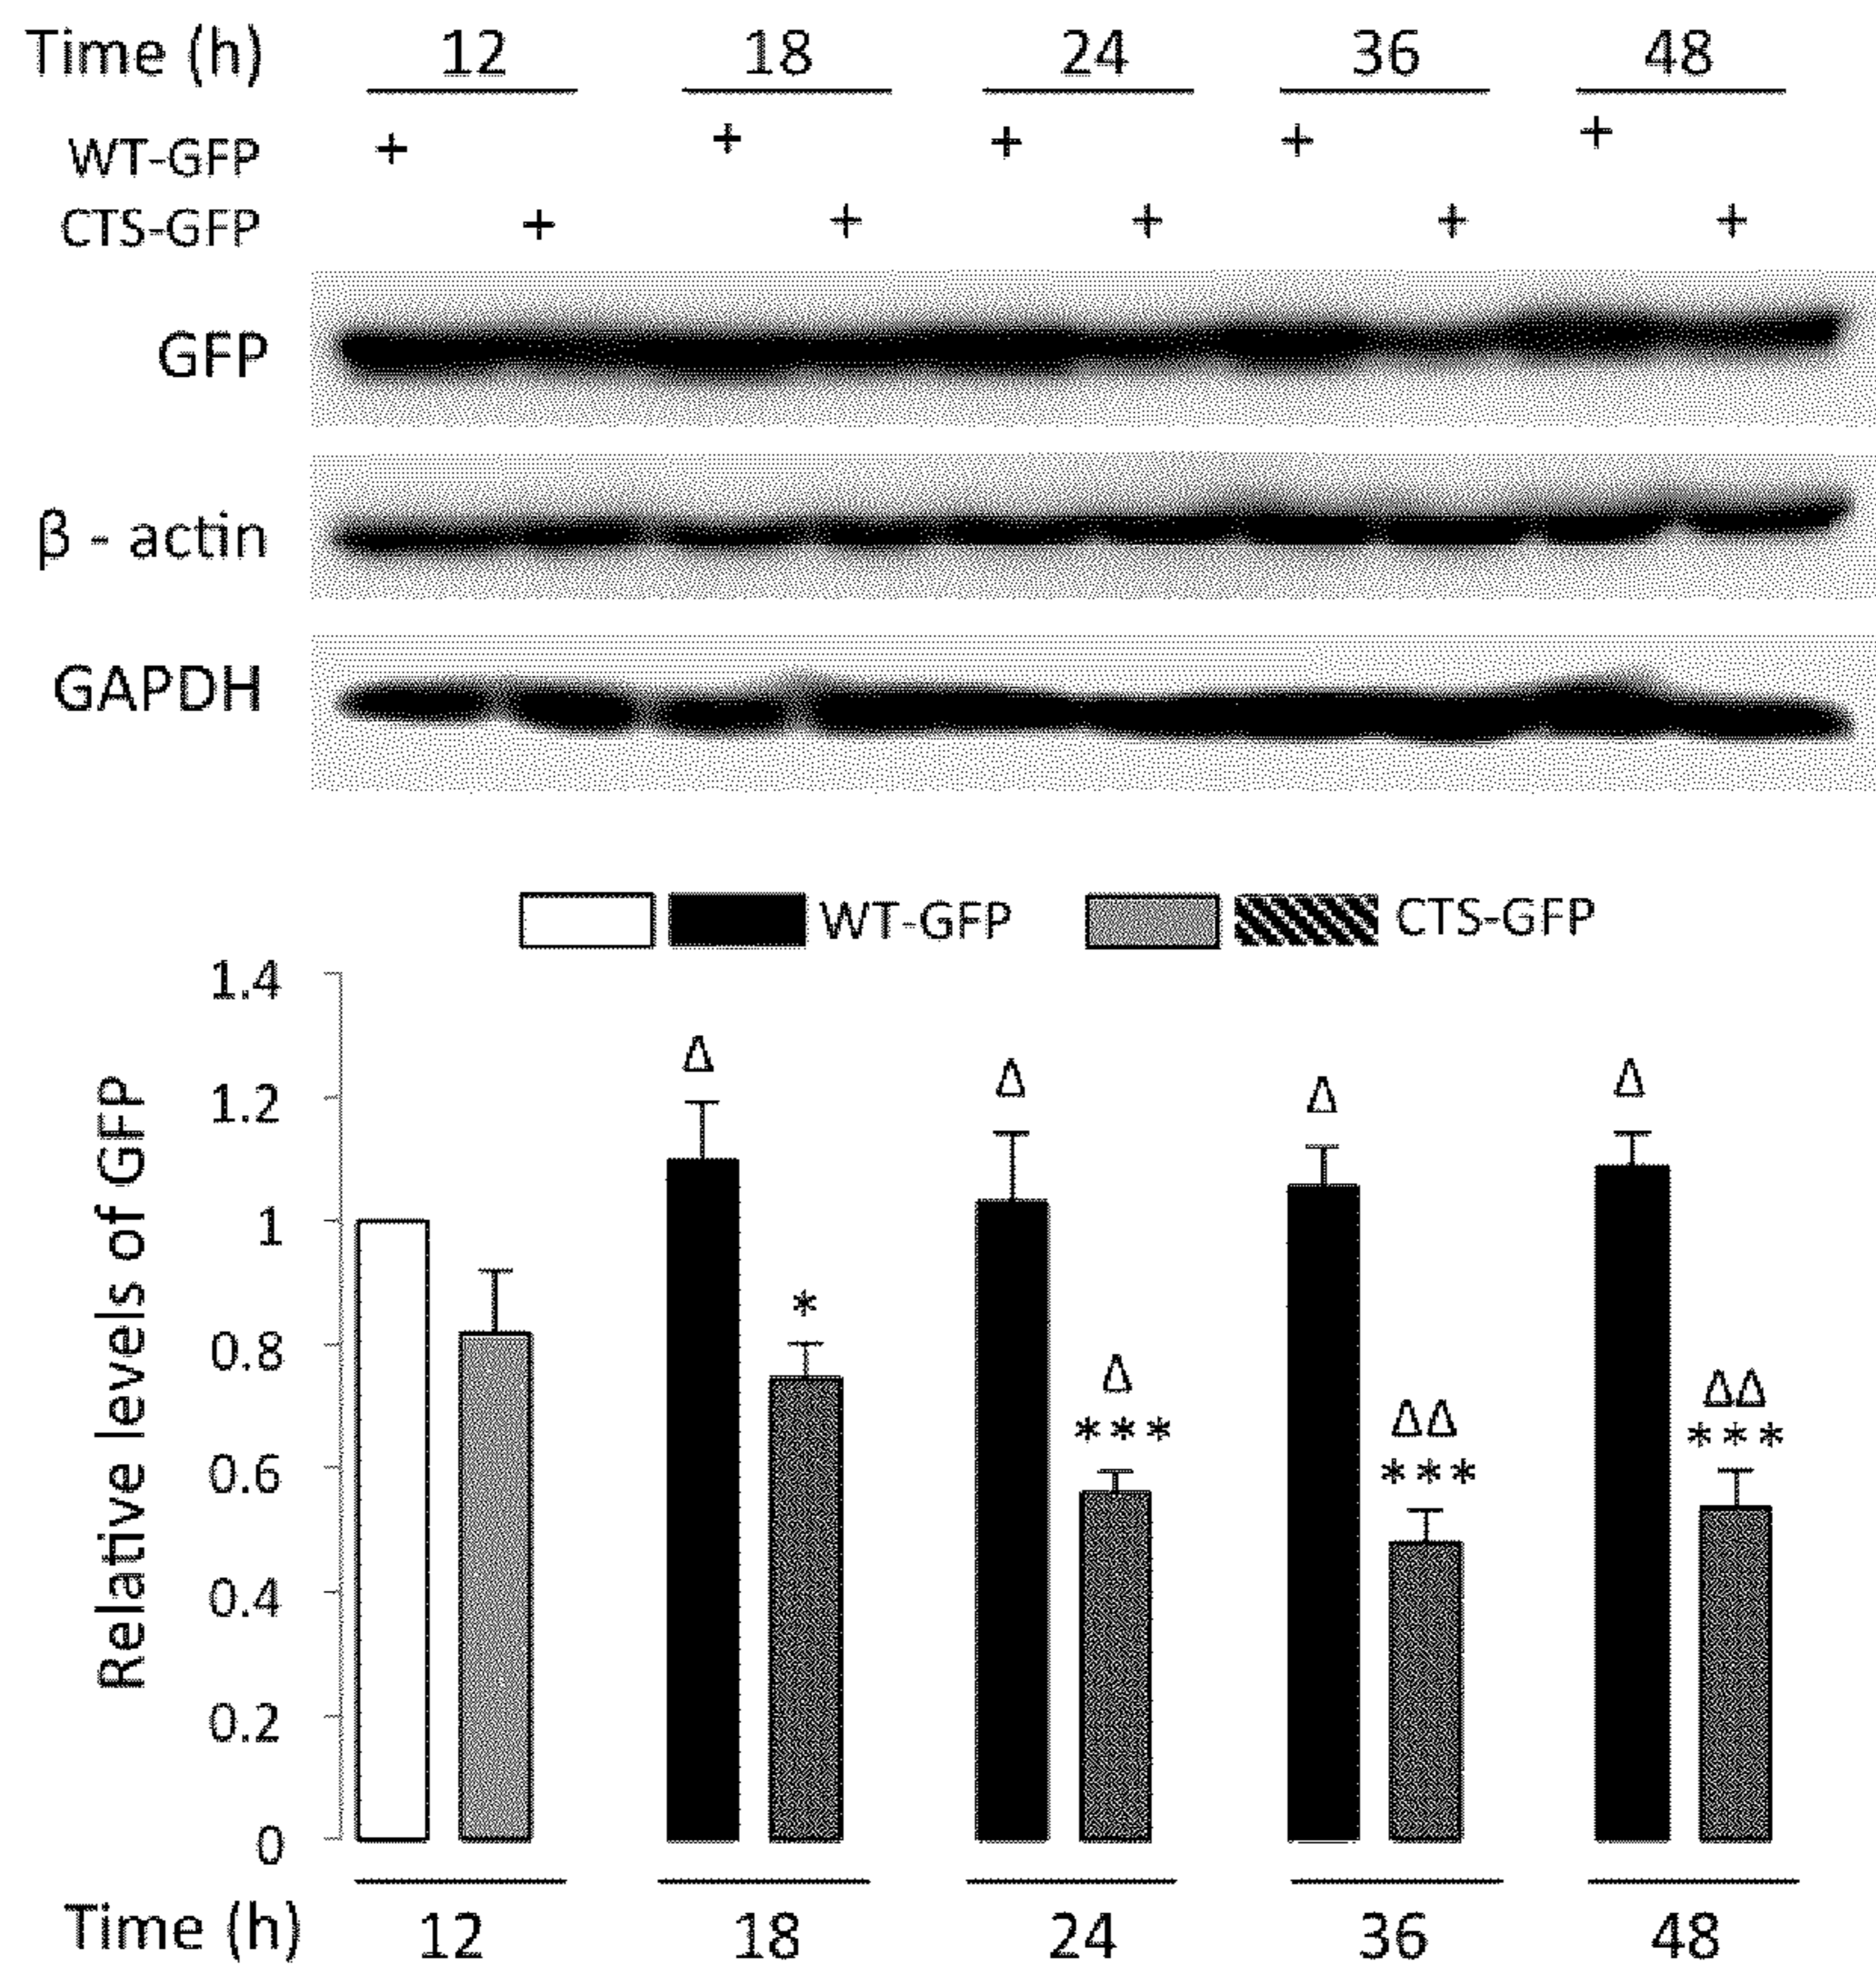 Time (h) 12 18 24 36 48
WT-GFP + + + + +
CTS-GFP + + + + +
GFP
β - actin
GAPDH
WT-GFP CTS-GFP
Relative levels of GFP
1.4
1.2
1
0.8
0.6
0.4
0.2
0
Δ Δ Δ Δ
*
Δ
***
ΔΔ
***
ΔΔ
***
Time (h) 12 18 24 36 48